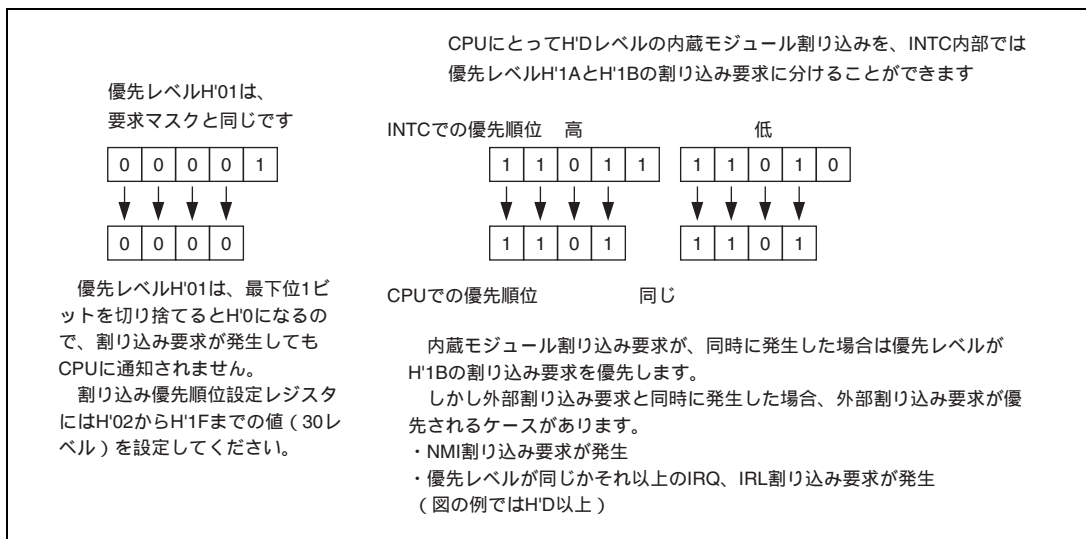 優先レベルH'01は、
要求マスクと同じです
0 0 0 0 1
0 0 0 0
優先レベルH'01は、最下位1ビ
ットを切り捨てるとH'0になるの
で、割り込み要求が発生しても
CPUに通知されません。
割り込み優先順位設定レジスタ
にはH'02からH'1Fまでの値（30レ
ベル）を設定してください。
CPUにとってH'Dレベルの内蔵モジュール割り込みを、INTC内部では
優先レベルH'1AとH'1Bの割り込み要求に分けることができます
INTCでの優先順位 高 低
1 1 0 1 1 1 1 0 1 0
1 1 0 1 1 1 0 1
CPUでの優先順位 同じ
内蔵モジュール割り込み要求が、同時に発生した場合は優先レベルが
H'1Bの割り込み要求を優先します。
しかし外部割り込み要求と同時に発生した場合、外部割り込み要求が優
先されるケースがあります。
・NMI割り込み要求が発生
・優先レベルが同じかそれ以上のIRQ、IRL割り込み要求が発生
（図の例ではH'D以上）